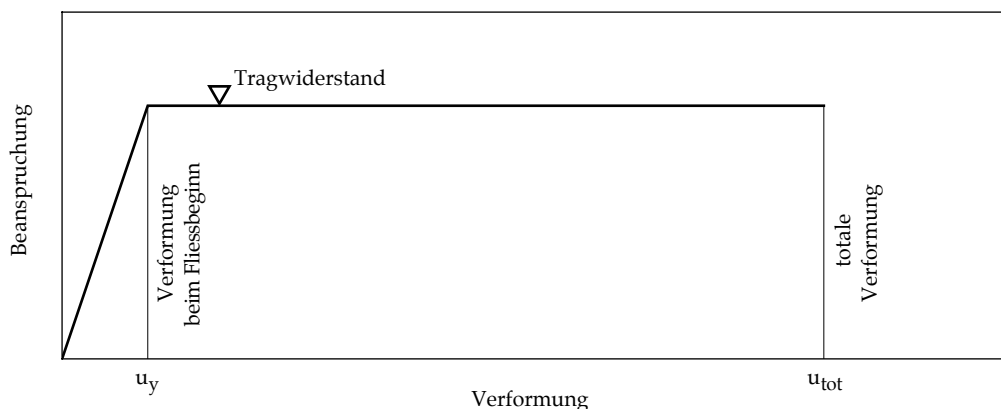 Tragwiderstand
Beanspruchung
Verformung
beim Fliessbeginn
totale
Verformung
u_y
u_tot
Verformung